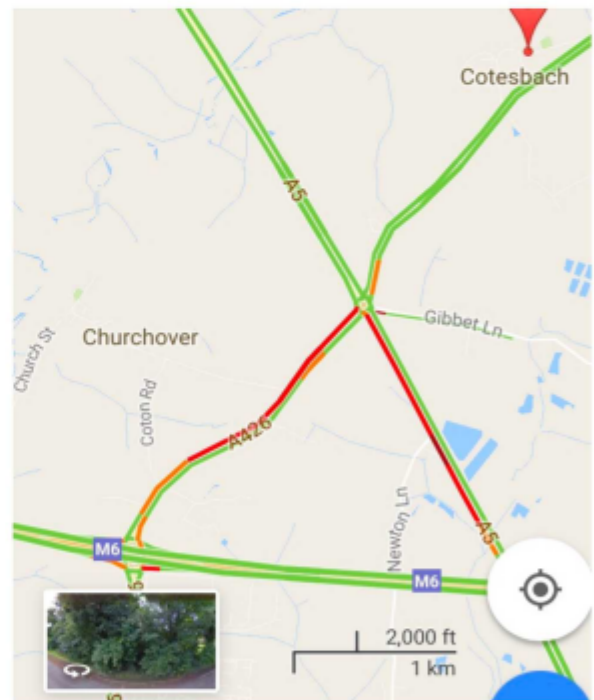 Cotesbach
A5
Gibbet Ln
Churchover
Church St
Coton Rd
A426
Newton Ln
A5
M6
M6
2,000 ft
1 km